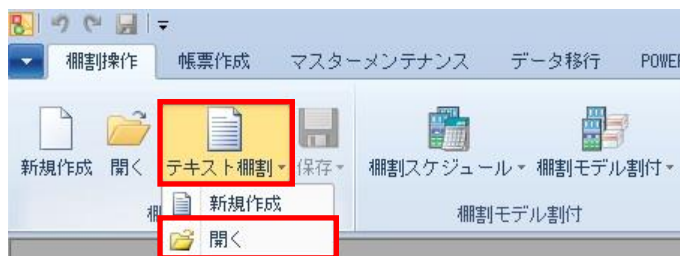 棚割操作 帳票作成 マスターメンテナンス データ移行
新規作成 開く テキスト棚割 保存 棚割スケジュール 棚割モデル割付
新規作成
棚割モデル割付
開く